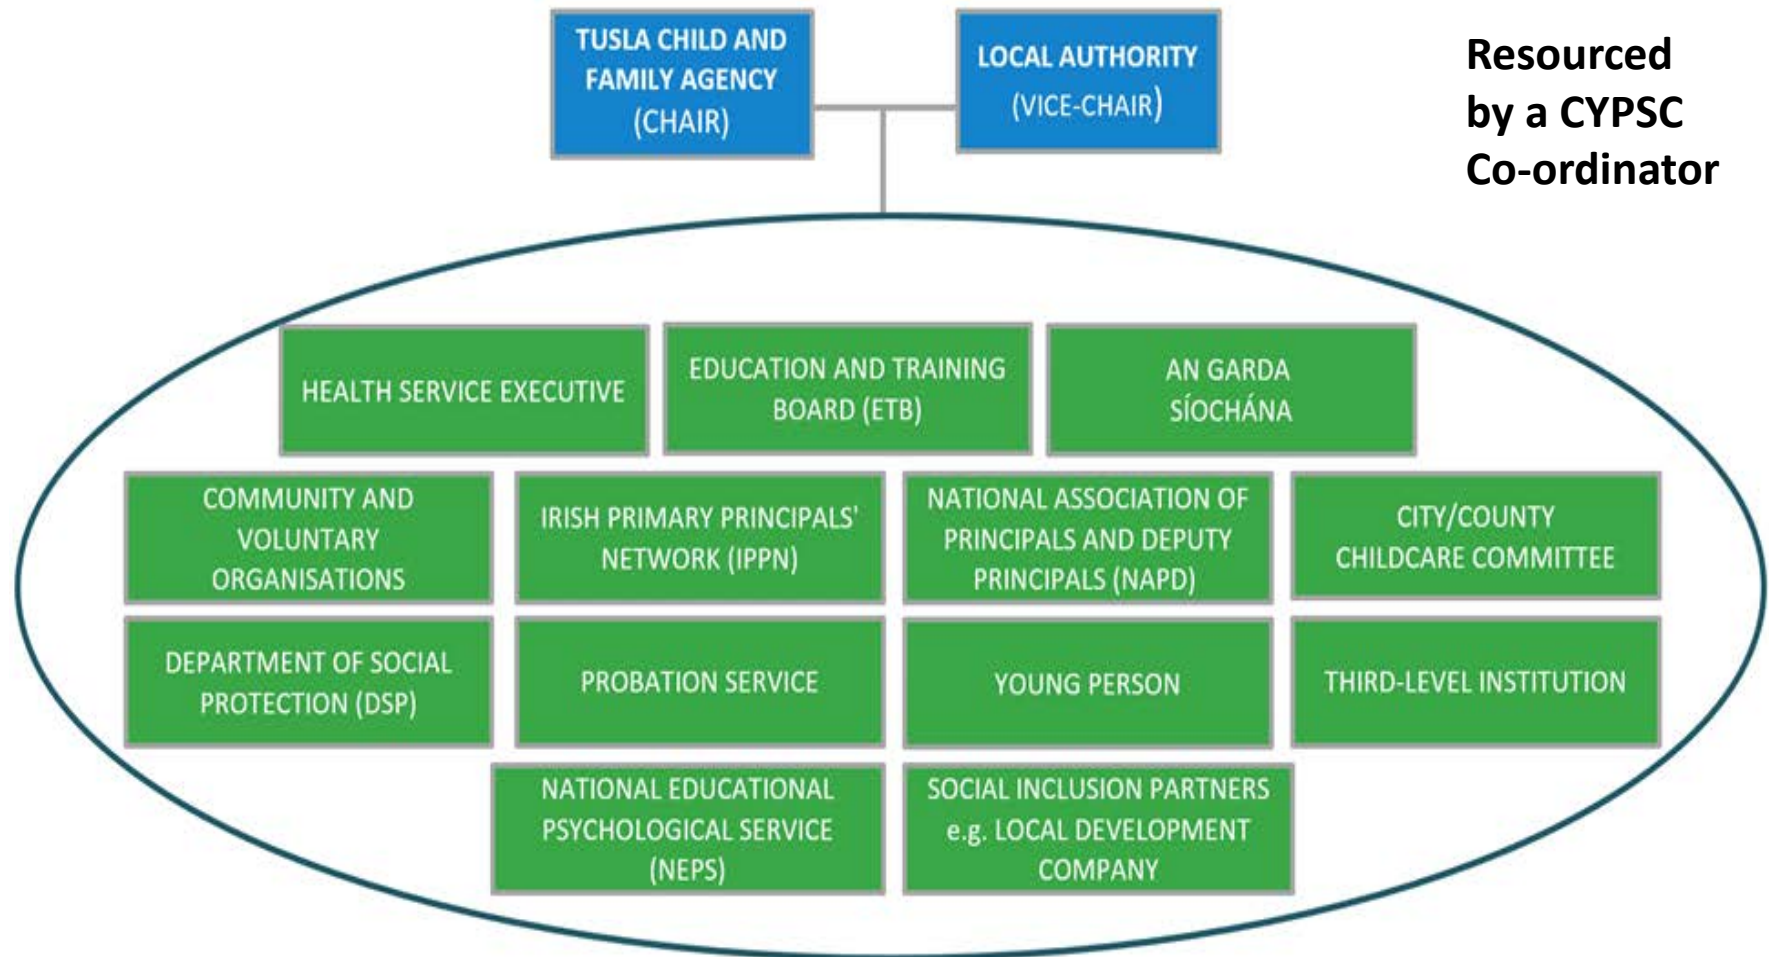 TUSLA CHILD AND
FAMILY AGENCY
(CHAIR)
LOCAL AUTHORITY
(VICE-CHAIR)
Resourced
by a CYPSC
Co-ordinator
HEALTH SERVICE EXECUTIVE
EDUCATION AND TRAINING
BOARD (ETB)
AN GARDA
SÍOCHÁNA
COMMUNITY AND
VOLUNTARY
ORGANISATIONS
IRISH PRIMARY PRINCIPALS'
NETWORK (IPPN)
NATIONAL ASSOCIATION OF
PRINCIPALS AND DEPUTY
PRINCIPALS (NAPD)
CITY/COUNTY
CHILDCARE COMMITTEE
DEPARTMENT OF SOCIAL
PROTECTION (DSP)
PROBATION SERVICE
YOUNG PERSON
THIRD-LEVEL INSTITUTION
NATIONAL EDUCATIONAL
PSYCHOLOGICAL SERVICE
(NEPS)
SOCIAL INCLUSION PARTNERS
e.g. LOCAL DEVELOPMENT
COMPANY